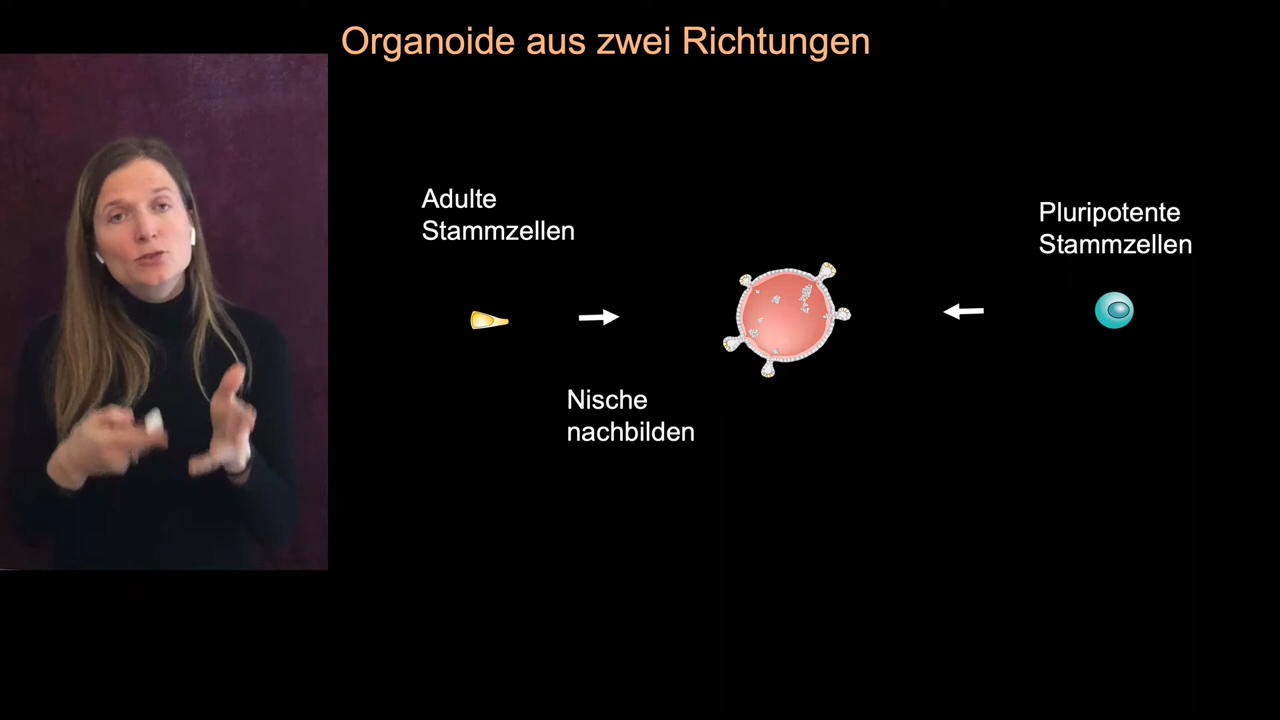 Organoide aus zwei Richtungen
Adulte
Stammzellen
Pluripotente
Stammzellen
Nische
nachbilden